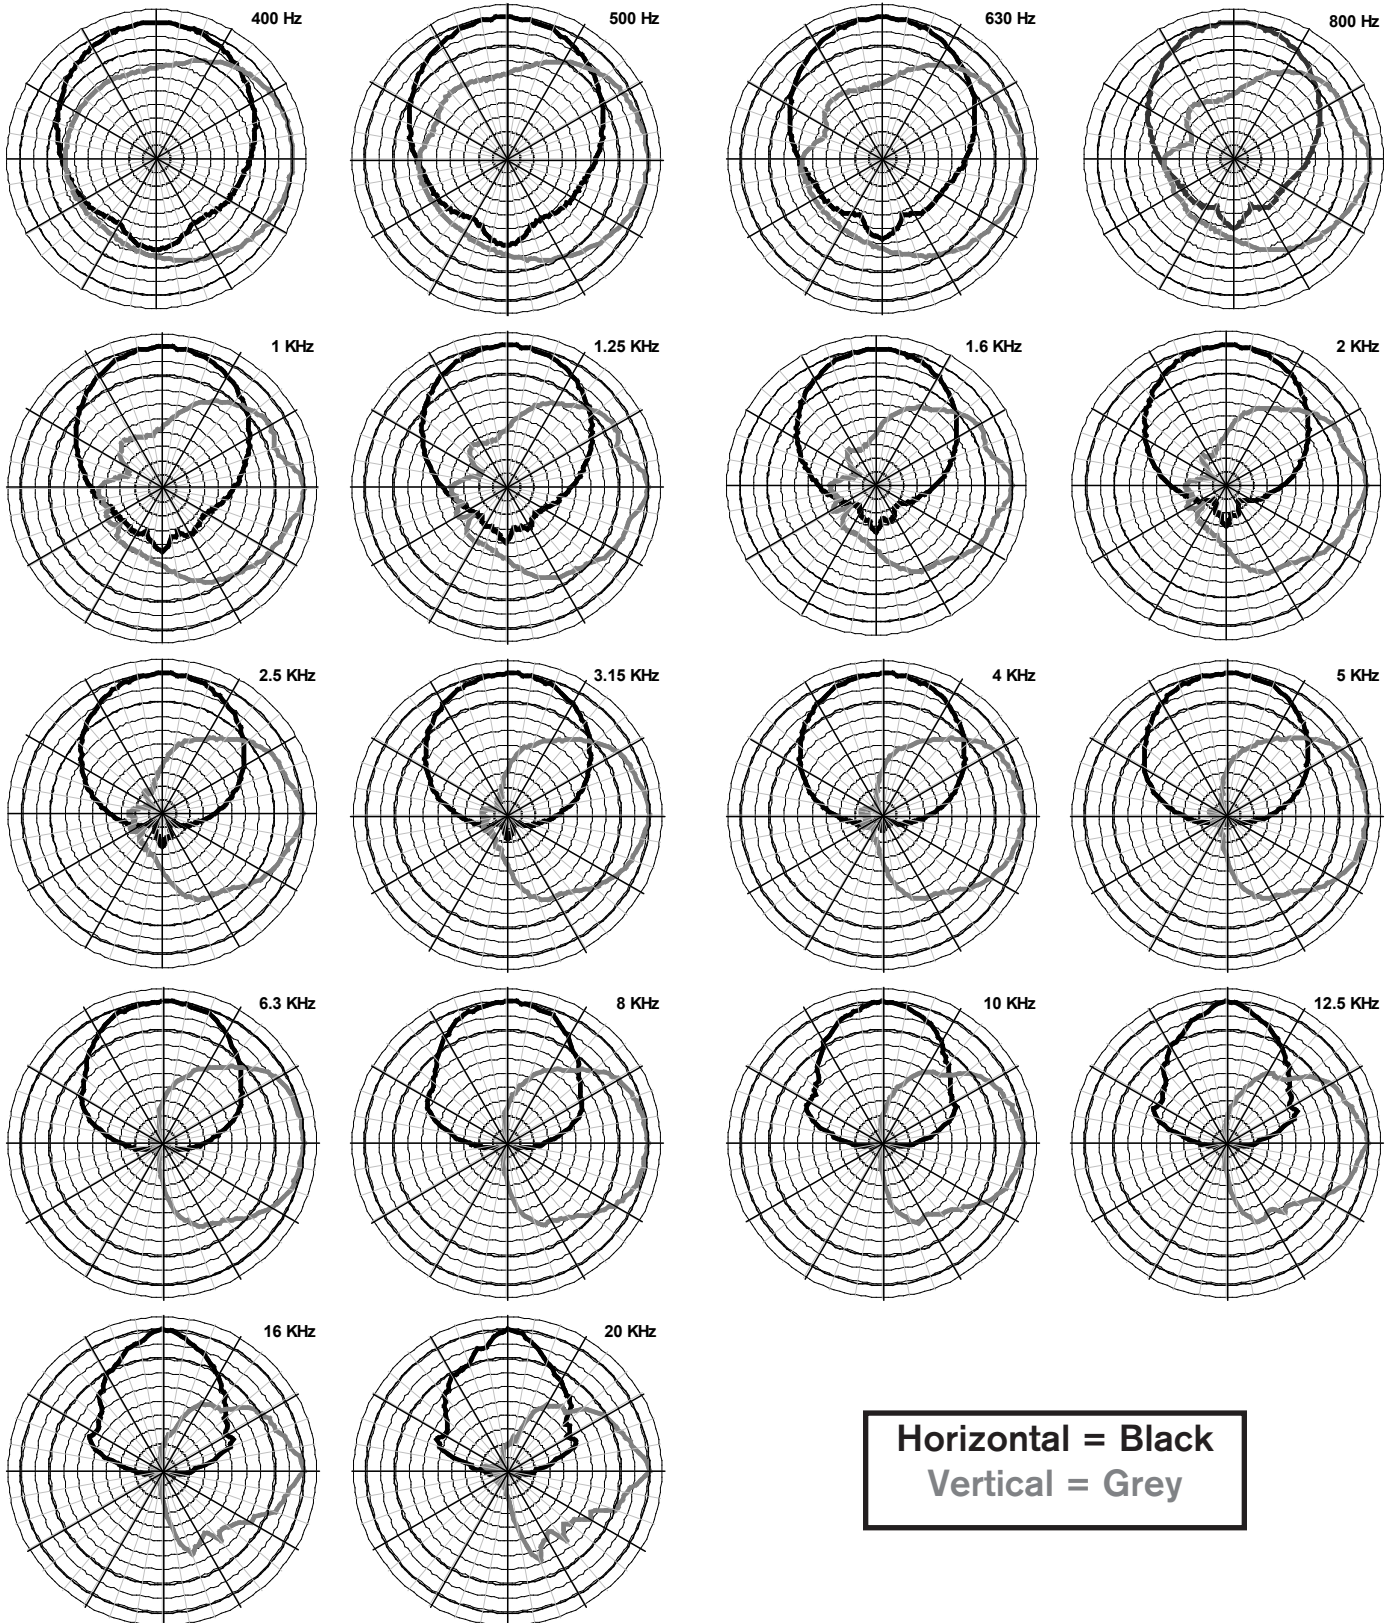 400 Hz
500 Hz
630 Hz
800 Hz
1 KHz
1.25 KHz
1.6 KHz
2 KHz
2.5 KHz
3.15 KHz
4 KHz
5 KHz
6.3 KHz
8 KHz
10 KHz
12.5 KHz
16 KHz
20 KHz
Horizontal = Black
Vertical = Grey